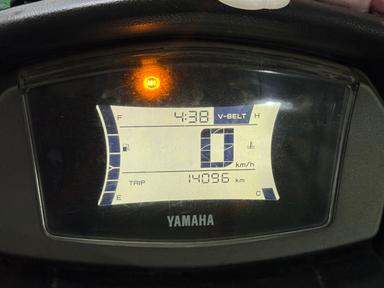 F 4:38 V-BELT H
0 km/h
TRIP 14096 km
E C
YAMAHA